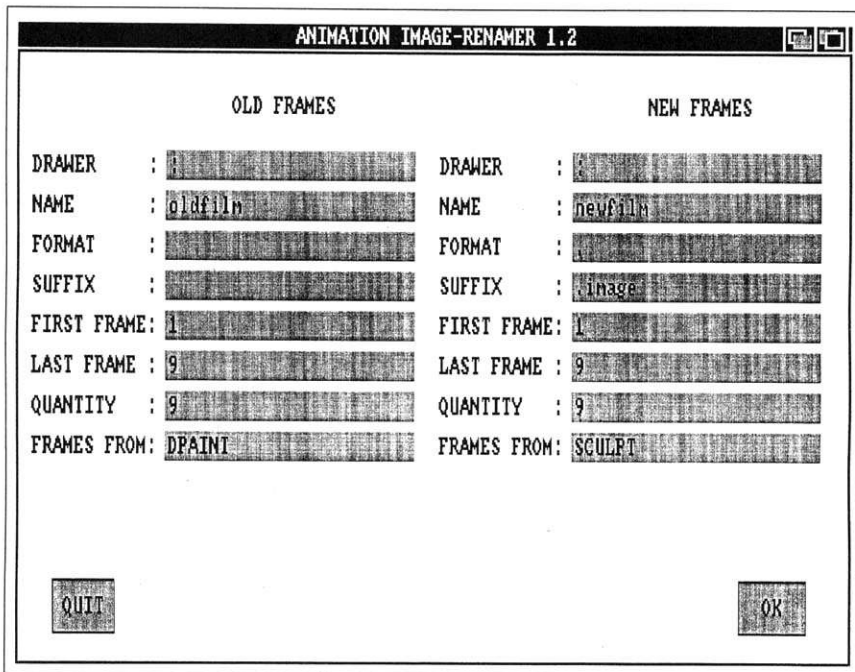 ANIMATION IMAGE-RENAMER 1.2
OLD FRAMES
DRAWER : :
NAME : oldfilm
FORMAT :
SUFFIX :
FIRST FRAME: 1
LAST FRAME : 9
QUANTITY : 9
FRAMES FROM: DPAINT
NEW FRAMES
DRAWER : :
NAME : newfilm
FORMAT : .
SUFFIX : .image
FIRST FRAME: 1
LAST FRAME : 9
QUANTITY : 9
FRAMES FROM: SCULPT
QUIT
OK